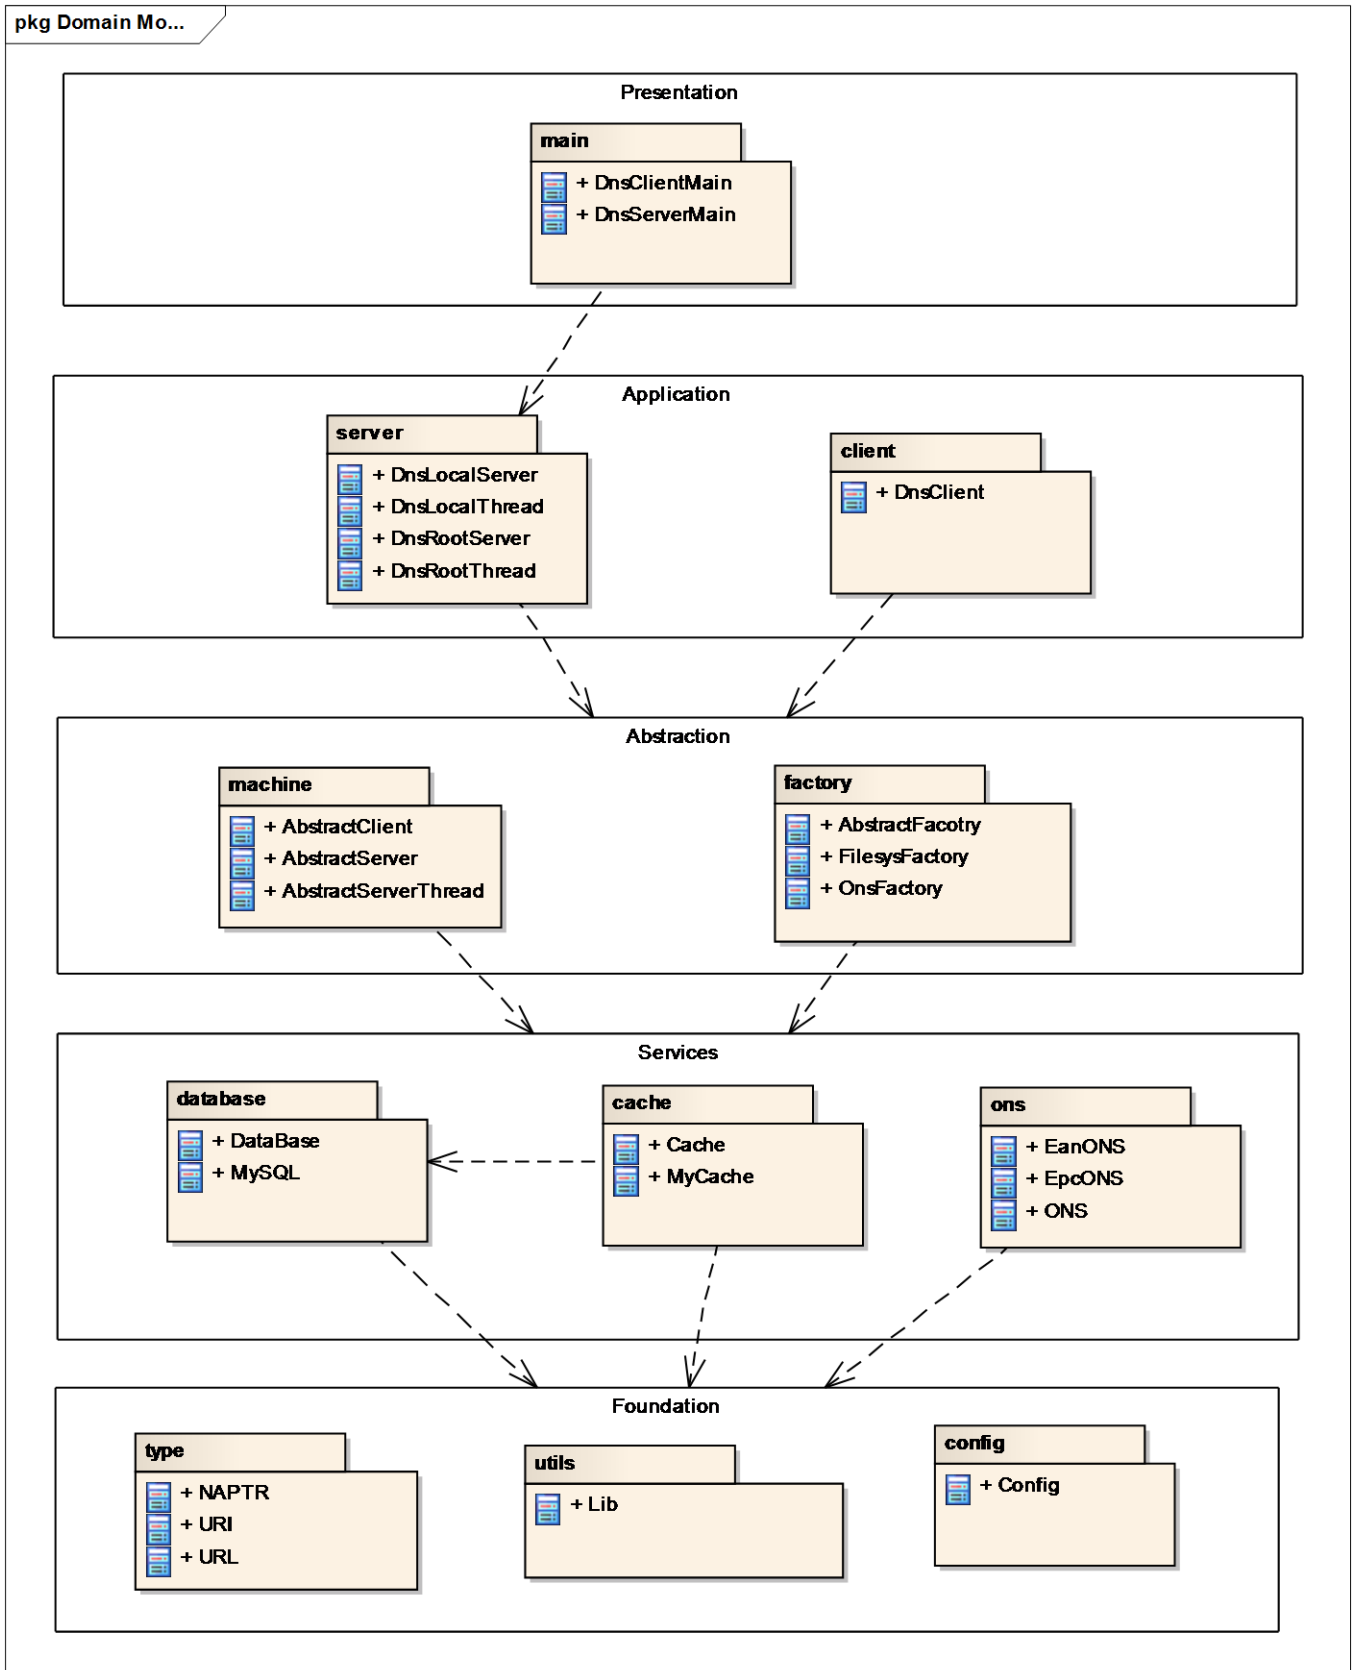 pkg Domain Mo...
Presentation
main
+ DnsClientMain
+ DnsServerMain
Application
server
+ DnsLocalServer
+ DnsLocalThread
+ DnsRootServer
+ DnsRootThread
client
+ DnsClient
Abstraction
machine
+ AbstractClient
+ AbstractServer
+ AbstractServerThread
factory
+ AbstractFacotry
+ FilesysFactory
+ OnsFactory
Services
database
+ DataBase
+ MySQL
cache
+ Cache
+ MyCache
ons
+ EanONS
+ EpcONS
+ ONS
Foundation
type
+ NAPTR
+ URI
+ URL
utils
+ Lib
config
+ Config